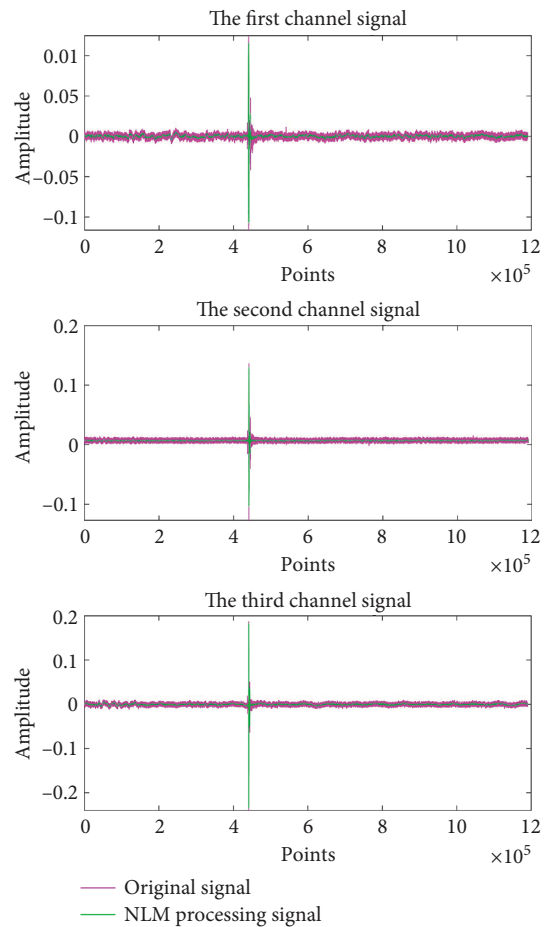 The first channel signal
0.01
0.05
0
−0.05
−0.1
Amplitude
0 2 4 6 8 10 12
Points
×10^5
The second channel signal
0.2
0.1
0
−0.1
Amplitude
0 2 4 6 8 10 12
Points
×10^5
The third channel signal
0.2
0.1
0
−0.1
−0.2
Amplitude
0 2 4 6 8 10 12
Points
×10^5
Original signal
NLM processing signal